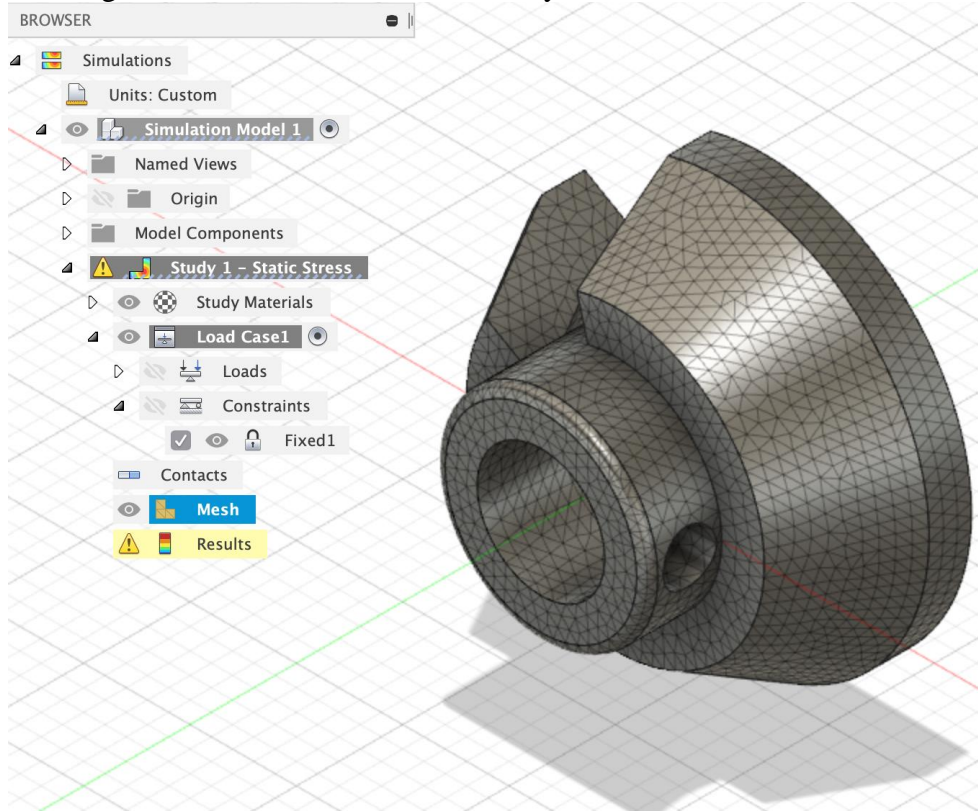 BROWSER
Simulations
Units: Custom
Simulation Model 1
Named Views
Origin
Model Components
Study 1 – Static Stress
Study Materials
Load Case1
Loads
Constraints
Fixed1
Contacts
Mesh
Results